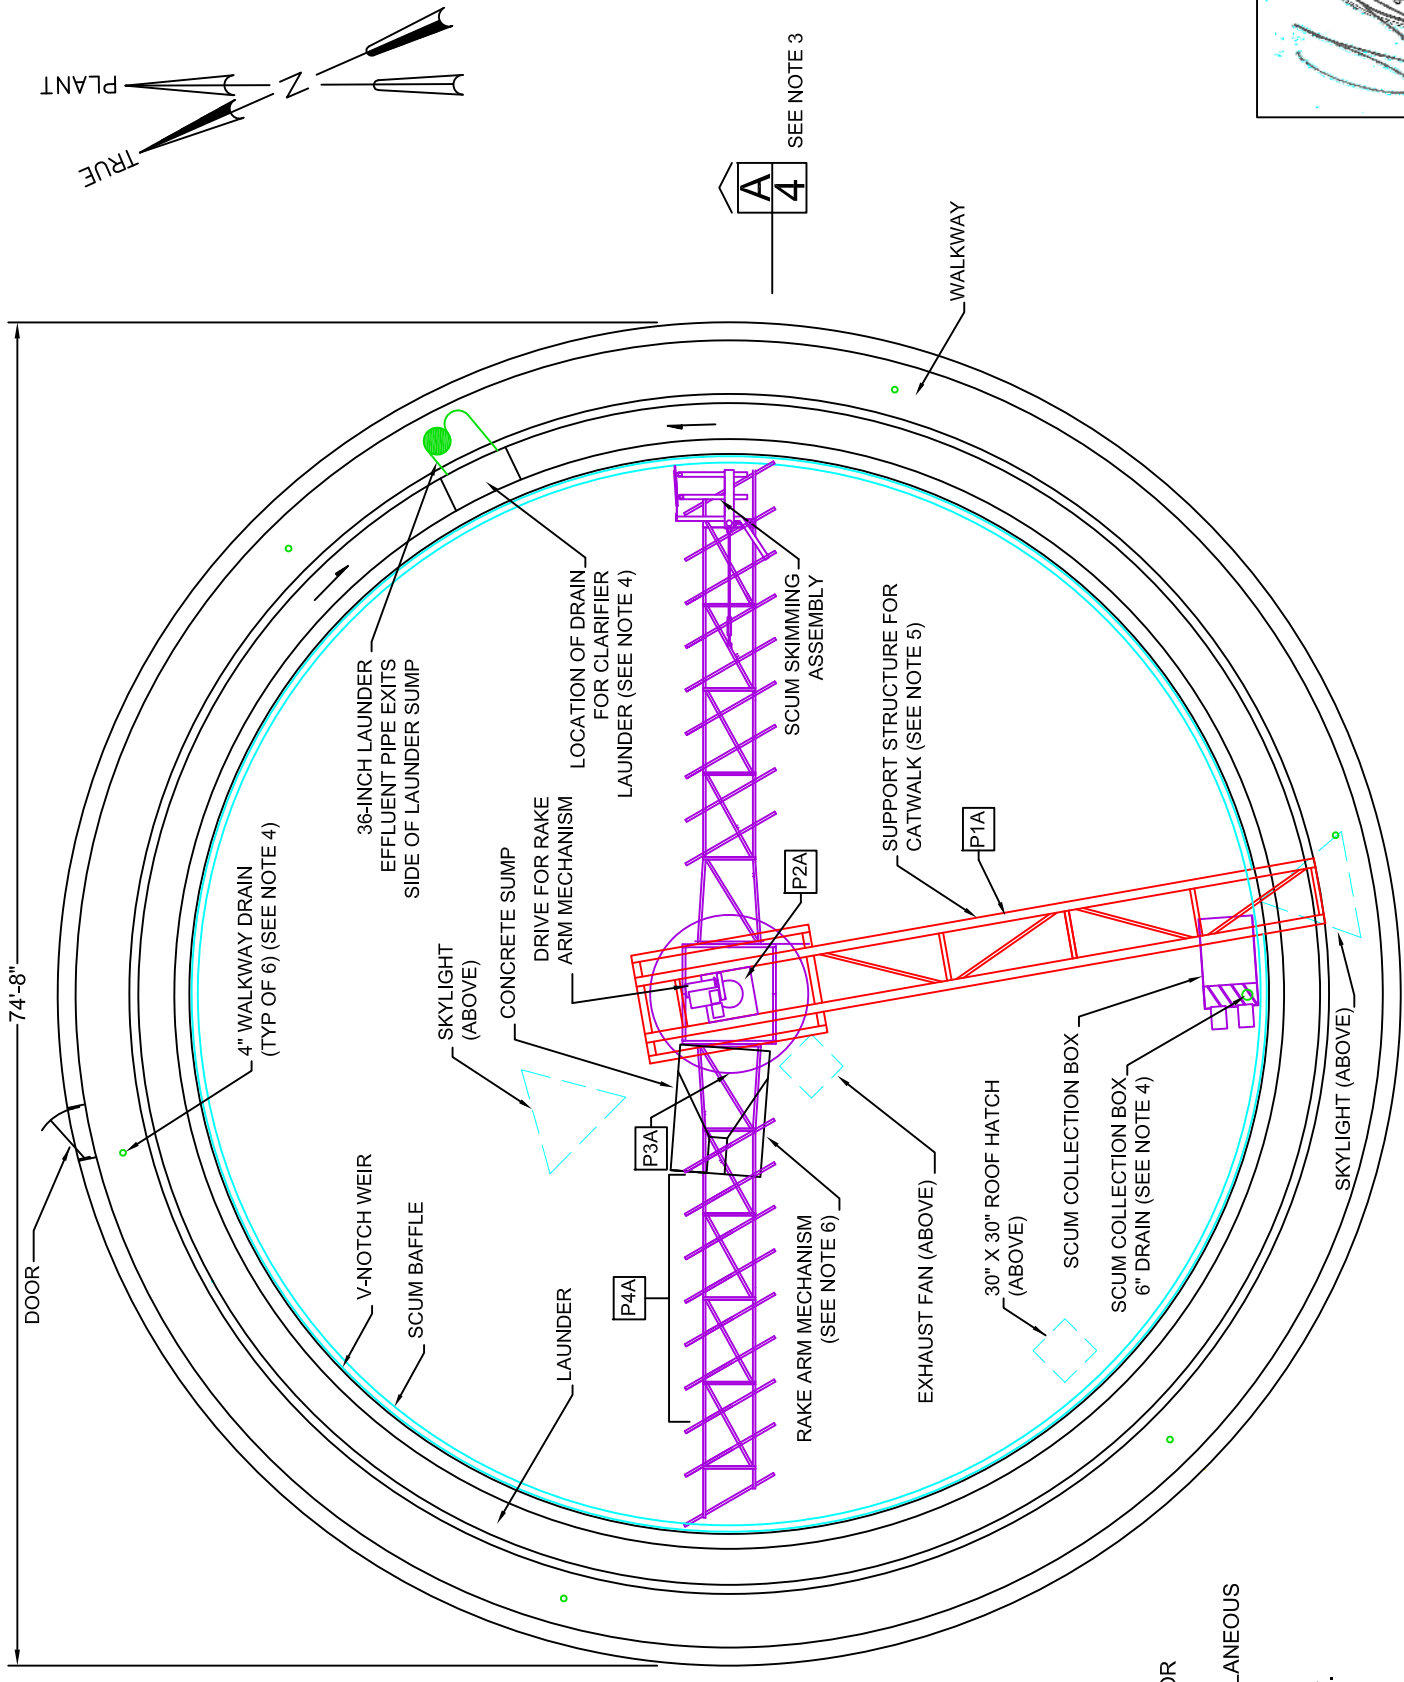 PLANT
TRUE
N
74'-8"
A
4
SEE NOTE 3
WALKWAY
36-INCH LAUNDER
EFFLUENT PIPE EXITS
SIDE OF LAUNDER SUMP
LOCATION OF DRAIN
FOR CLARIFIER
LAUNDER (SEE NOTE 4)
SCUM SKIMMING
ASSEMBLY
SUPPORT STRUCTURE FOR
CATWALK (SEE NOTE 5)
P1A
P2A
DRIVE FOR RAKE
ARM MECHANISM
CONCRETE SUMP
SKYLIGHT
(ABOVE)
4" WALKWAY DRAIN
(TYP OF 6) (SEE NOTE 4)
DOOR
V-NOTCH WEIR
SCUM BAFFLE
LAUNDER
P3A
P4A
RAKE ARM MECHANISM
(SEE NOTE 6)
EXHAUST FAN (ABOVE)
30" X 30" ROOF HATCH
(ABOVE)
SCUM COLLECTION BOX
SCUM COLLECTION BOX
6" DRAIN (SEE NOTE 4)
SKYLIGHT (ABOVE)
OR
LANEOUS
.